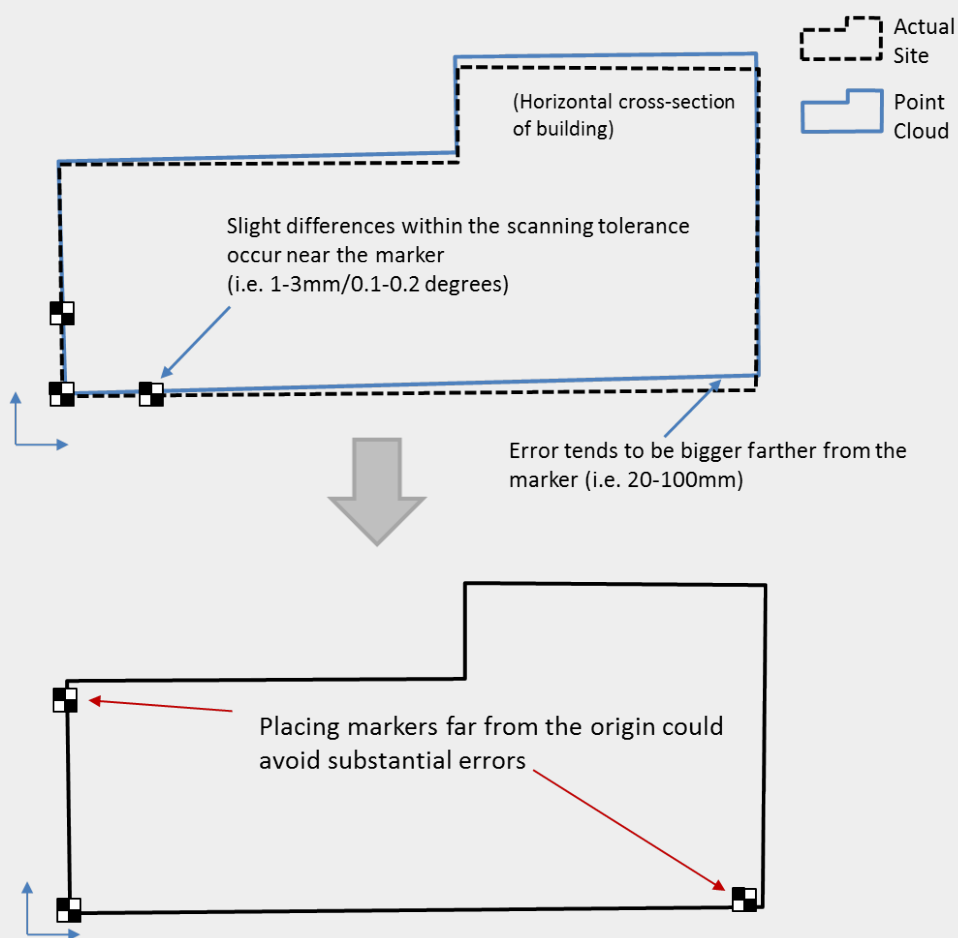 Actual
Site
(Horizontal cross-section
of building)
Point
Cloud
Slight differences within the scanning tolerance
occur near the marker
(i.e. 1-3mm/0.1-0.2 degrees)
Error tends to be bigger farther from the
marker (i.e. 20-100mm)
Placing markers far from the origin could
avoid substantial errors